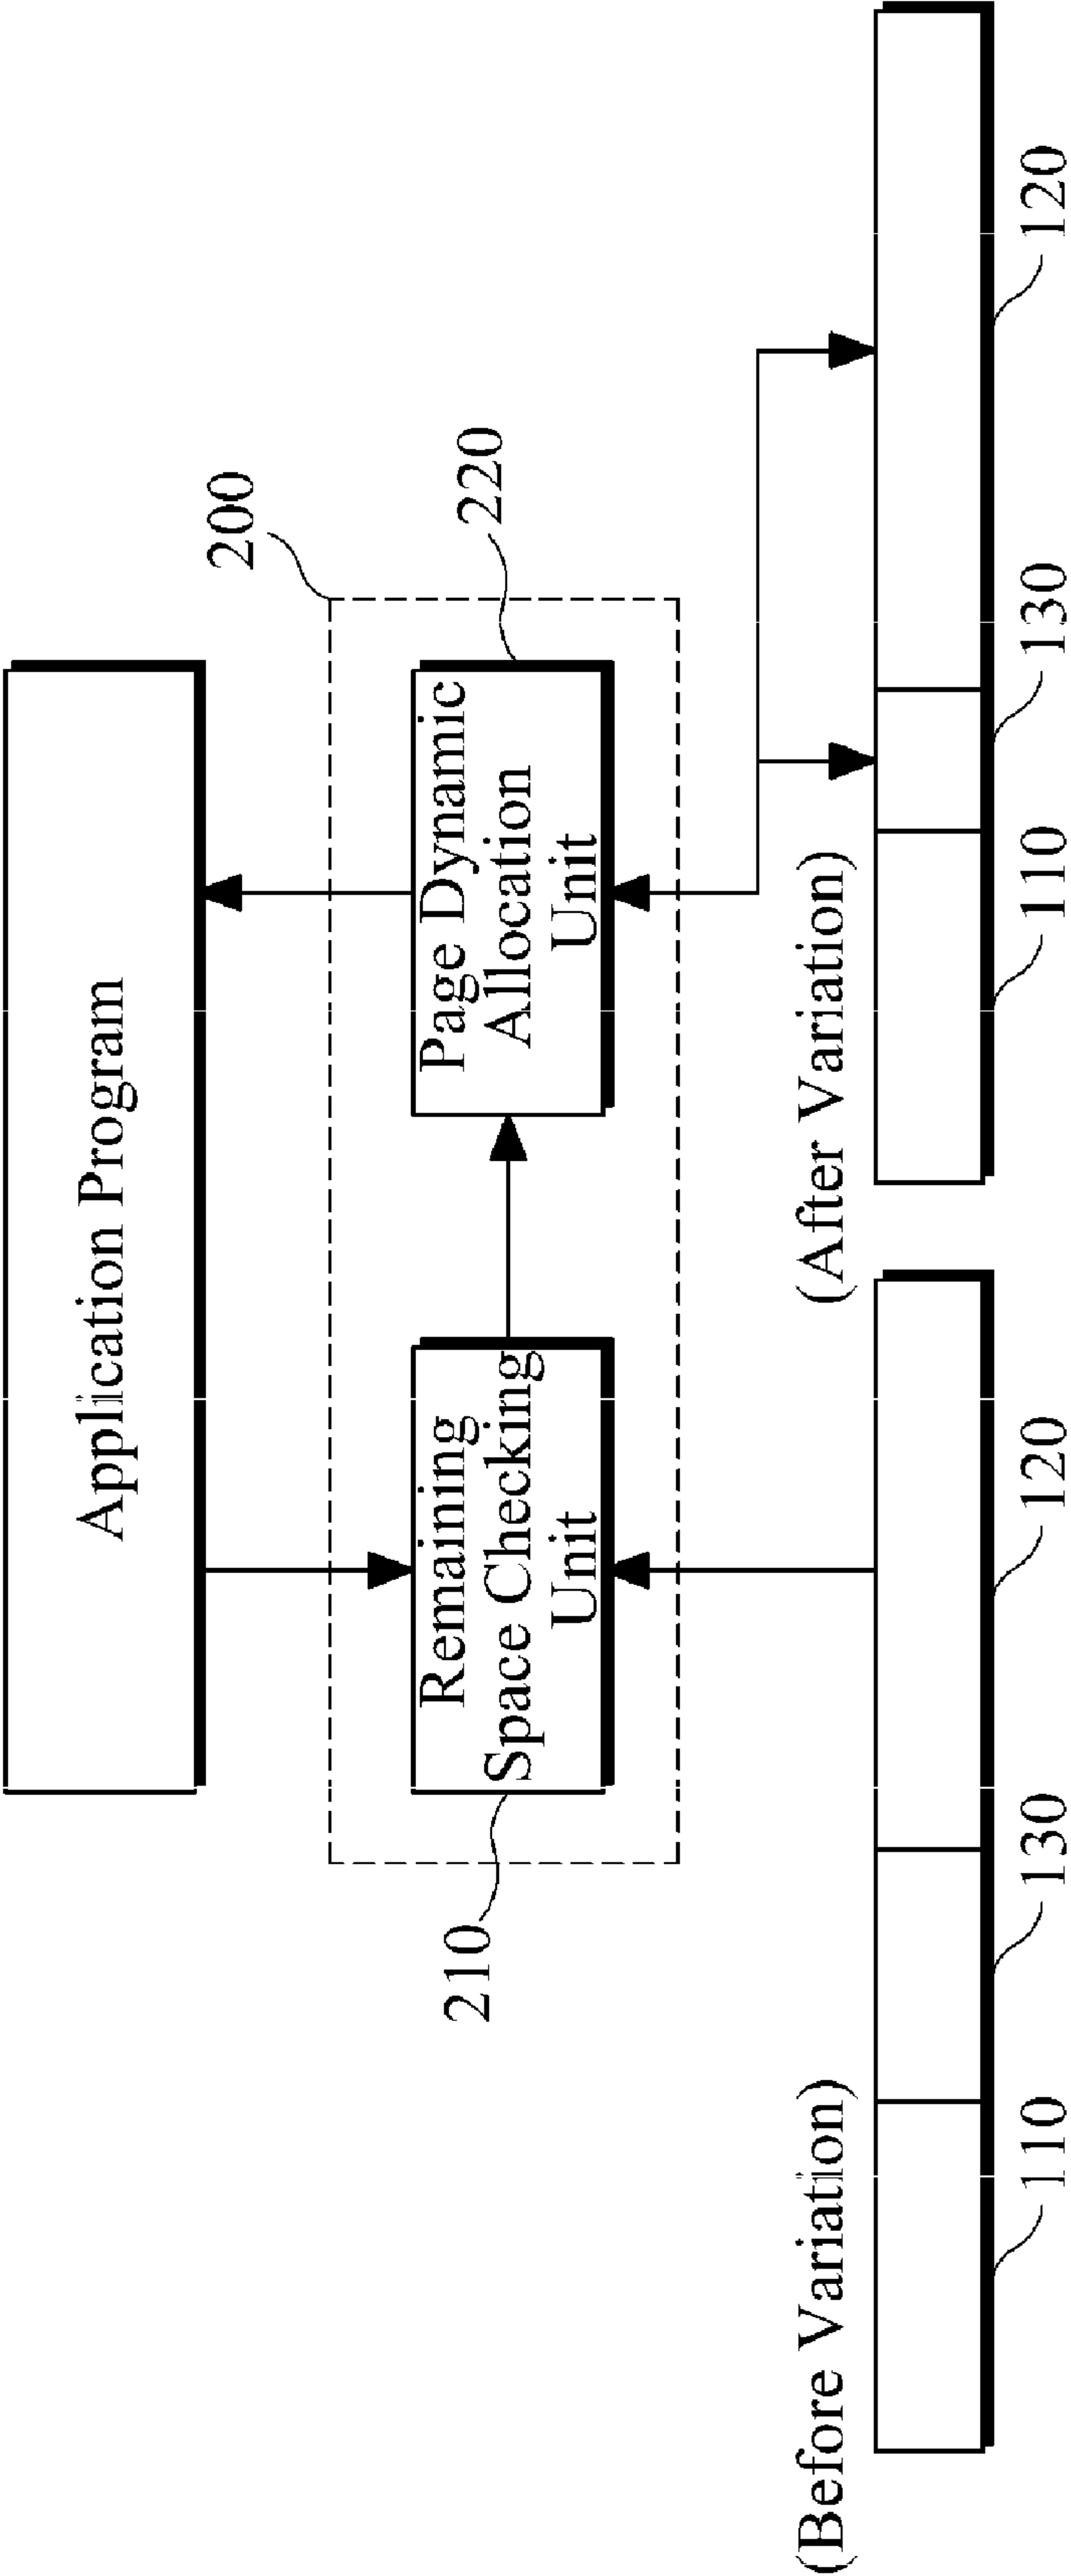 Application Program
200
210
Remaining
Space Checking
Unit
Page Dynamic
Allocation
Unit
220
(Before Variation)
(After Variation)
110
130
120
110
130
120